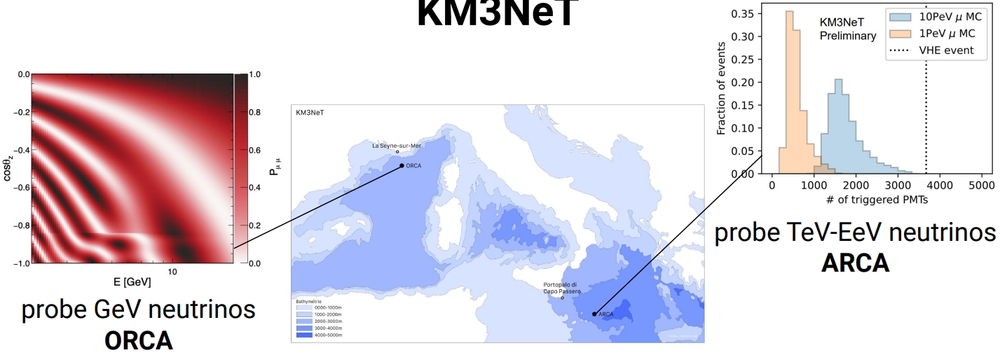 KM3NeT
0.0
−0.2
−0.4
−0.6
−0.8
−1.0
cosθz
10
E [GeV]
1.0
0.8
0.6
0.4
0.2
0.0
Pμ μ
probe GeV neutrinos
ORCA
KM3NeT
La Seyne-sur-Mer
ORCA
Portopalo di
Capo Passero
ARCA
Bathymétrie
0000-1000m
1000-2000m
2000-3000m
3000-4000m
4000-5000m
0.35
0.30
0.25
0.20
0.15
0.10
0.05
0.00
Fraction of events
KM3NeT
Preliminary
10PeV μ MC
1PeV μ MC
VHE event
0 1000 2000 3000 4000 5000
# of triggered PMTs
probe TeV-EeV neutrinos
ARCA